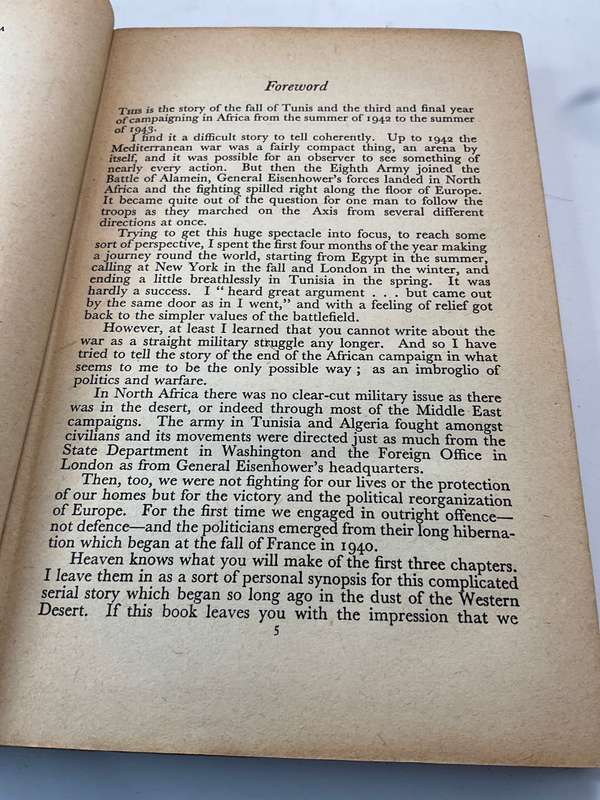 Foreword
THIS is the story of the fall of Tunis and the third and final year
of campaigning in Africa from the summer of 1942 to the summer
of 1943.
I find it a difficult story to tell coherently. Up to 1942 the
Mediterranean war was a fairly compact thing, an arena by
itself, and it was possible for an observer to see something of
nearly every action. But then the Eighth Army joined the
Battle of Alamein, General Eisenhower's forces landed in North
Africa and the fighting spilled right along the floor of Europe.
It became quite out of the question for one man to follow the
troops as they marched on the Axis from several different
directions at once.
Trying to get this huge spectacle into focus, to reach some
sort of perspective, I spent the first four months of the year making
a journey round the world, starting from Egypt in the summer,
calling at New York in the fall and London in the winter, and
ending a little breathlessly in Tunisia in the spring. It was
hardly a success. I "heard great argument . . . but came out
by the same door as in I went," and with a feeling of relief got
back to the simpler values of the battlefield.
However, at least I learned that you cannot write about the
war as a straight military struggle any longer. And so I have
tried to tell the story of the end of the African campaign in what
seems to me to be the only possible way; as an imbroglio of
politics and warfare.
In North Africa there was no clear-cut military issue as there
was in the desert, or indeed through most of the Middle East
campaigns. The army in Tunisia and Algeria fought amongst
civilians and its movements were directed just as much from the
State Department in Washington and the Foreign Office in
London as from General Eisenhower's headquarters.
Then, too, we were not fighting for our lives or the protection
of our homes but for the victory and the political reorganization
of Europe. For the first time we engaged in outright offence—
not defence—and the politicians emerged from their long hiberna-
tion which began at the fall of France in 1940.
Heaven knows what you will make of the first three chapters.
I leave them in as a sort of personal synopsis for this complicated
serial story which began so long ago in the dust of the Western
Desert. If this book leaves you with the impression that we
5